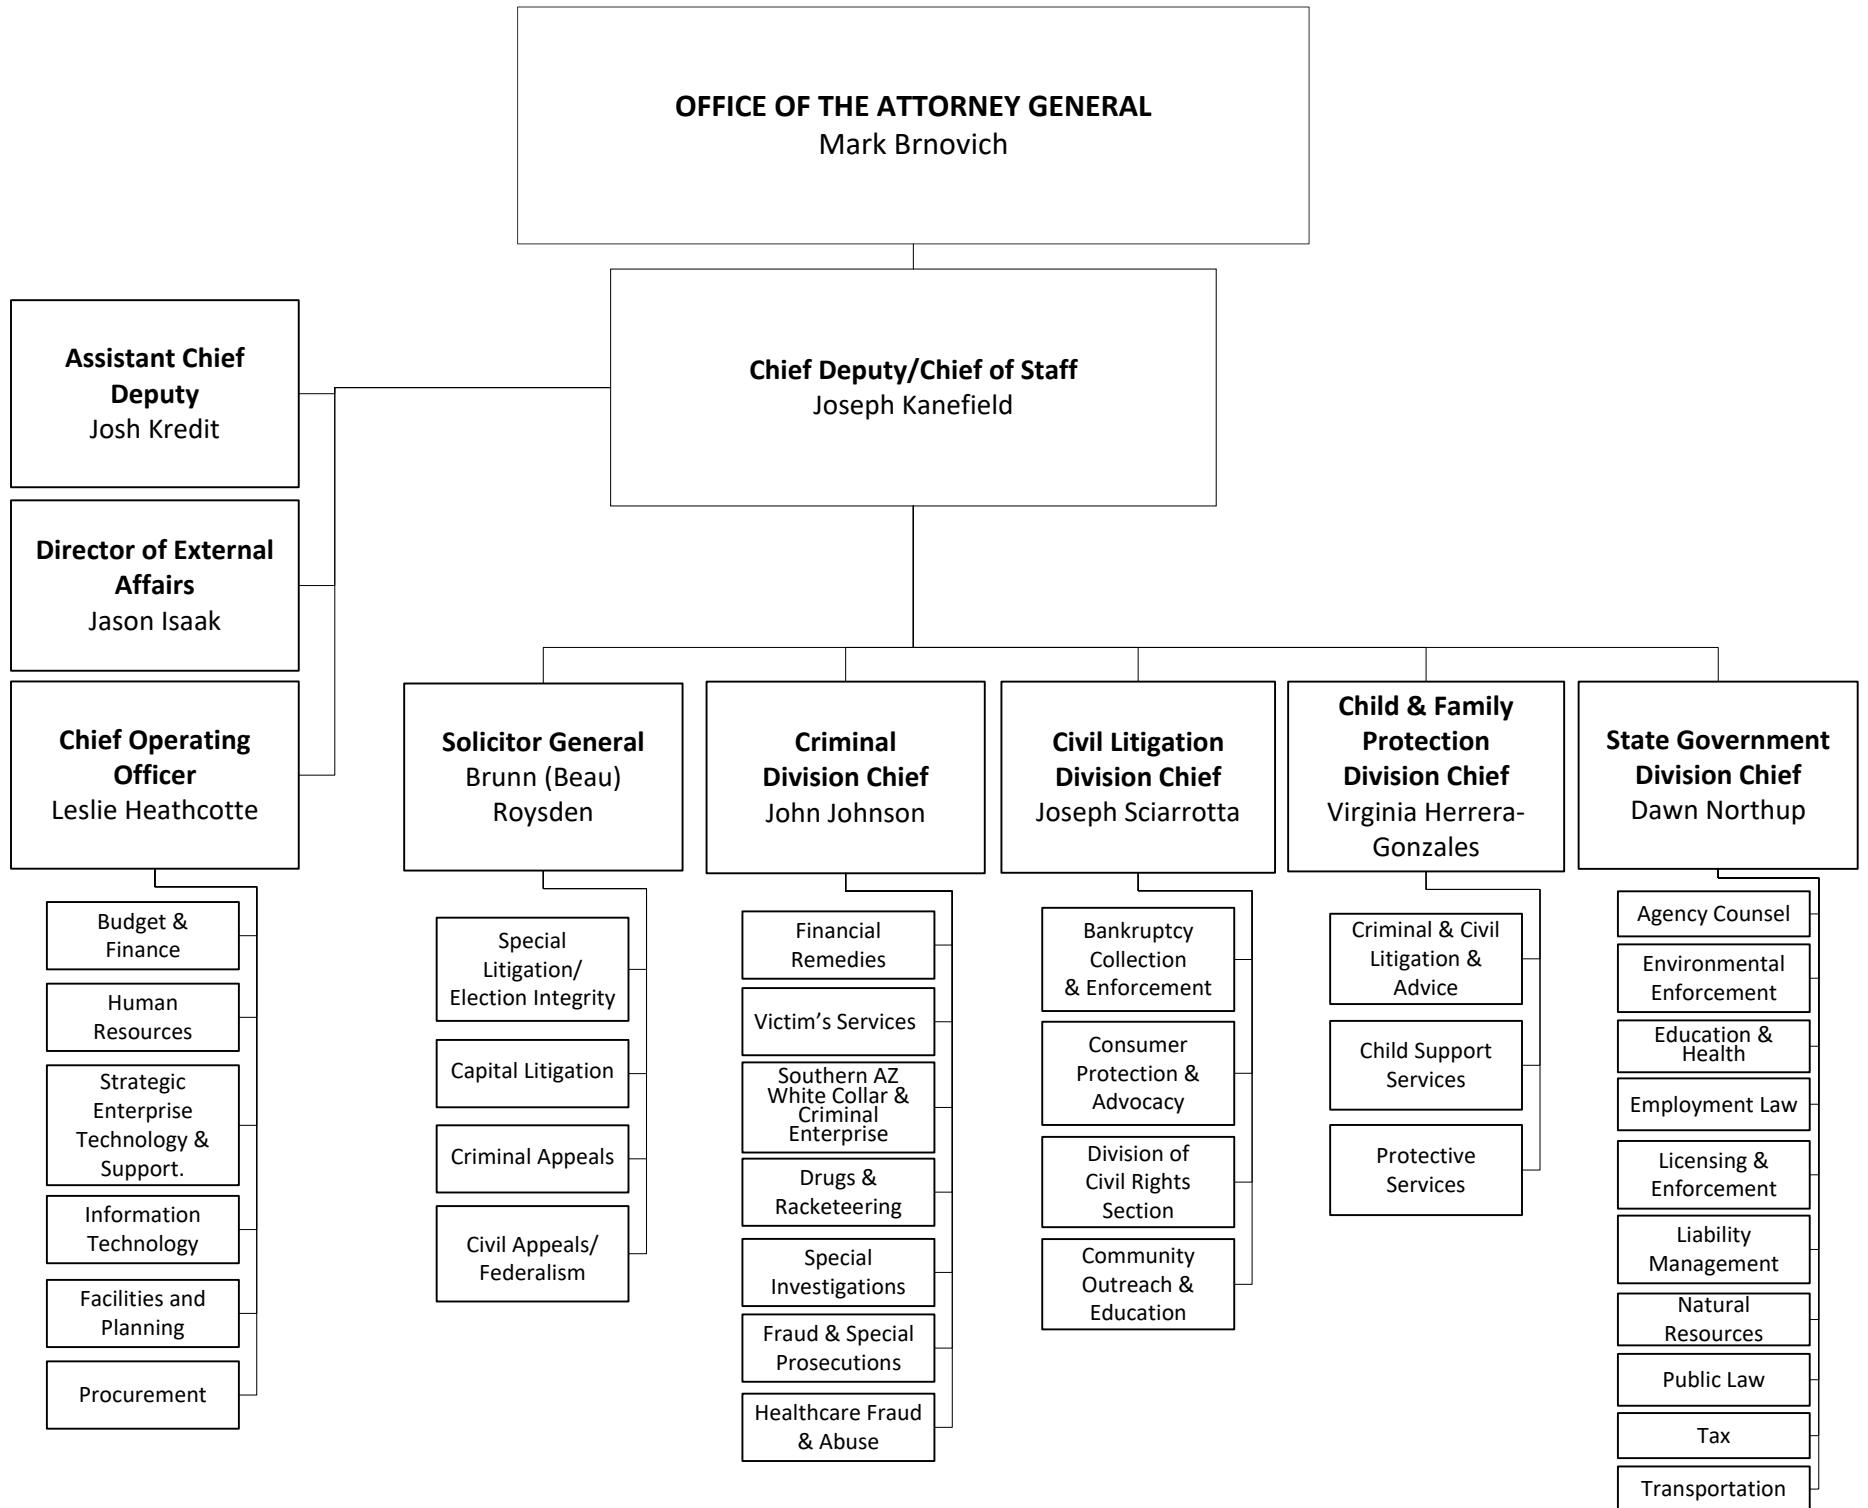 OFFICE OF THE ATTORNEY GENERAL
Mark Brnovich
Chief Deputy/Chief of Staff
Joseph Kanefield
Assistant Chief
Deputy
Josh Kredit
Director of External
Affairs
Jason Isaak
Chief Operating
Officer
Leslie Heathcotte
Budget &
Finance
Human
Resources
Strategic
Enterprise
Technology &
Support.
Information
Technology
Facilities and
Planning
Procurement
Solicitor General
Brunn (Beau)
Roysden
Special
Litigation/
Election Integrity
Capital Litigation
Criminal Appeals
Civil Appeals/
Federalism
Criminal
Division Chief
John Johnson
Financial
Remedies
Victim’s Services
Southern AZ
White Collar &
Criminal
Enterprise
Drugs &
Racketeering
Special
Investigations
Fraud & Special
Prosecutions
Healthcare Fraud
& Abuse
Civil Litigation
Division Chief
Joseph Sciarrotta
Bankruptcy
Collection
& Enforcement
Consumer
Protection &
Advocacy
Division of
Civil Rights
Section
Community
Outreach &
Education
Child & Family
Protection
Division Chief
Virginia Herrera-
Gonzales
Criminal & Civil
Litigation &
Advice
Child Support
Services
Protective
Services
State Government
Division Chief
Dawn Northup
Agency Counsel
Environmental
Enforcement
Education &
Health
Employment Law
Licensing &
Enforcement
Liability
Management
Natural
Resources
Public Law
Tax
Transportation